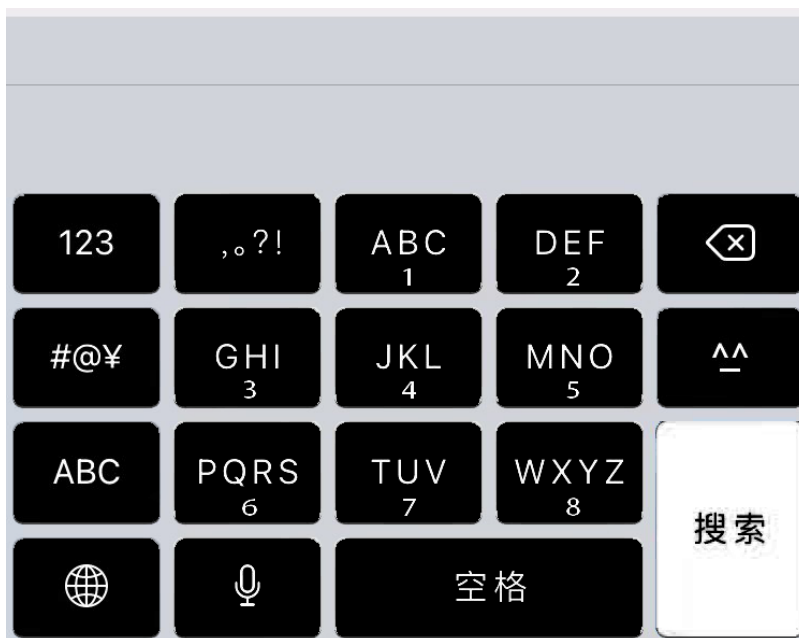 123 ,。?! ABC DEF
1 2
#@¥ GHI JKL MNO ^^
3 4 5
ABC PQRS TUV WXYZ
6 7 8
搜索
空格